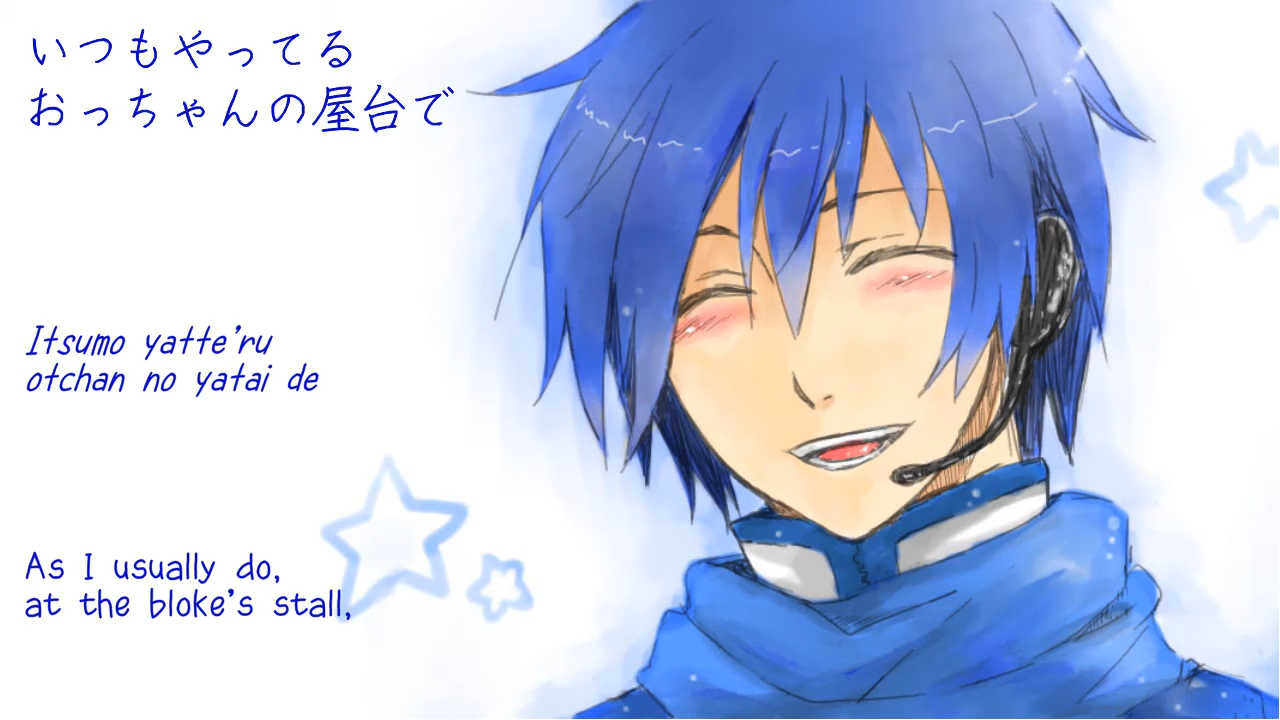 いつもやってる
おっちゃんの屋台で
Itsumo yatte'ru
otchan no yatai de
As I usually do,
at the bloke's stall,